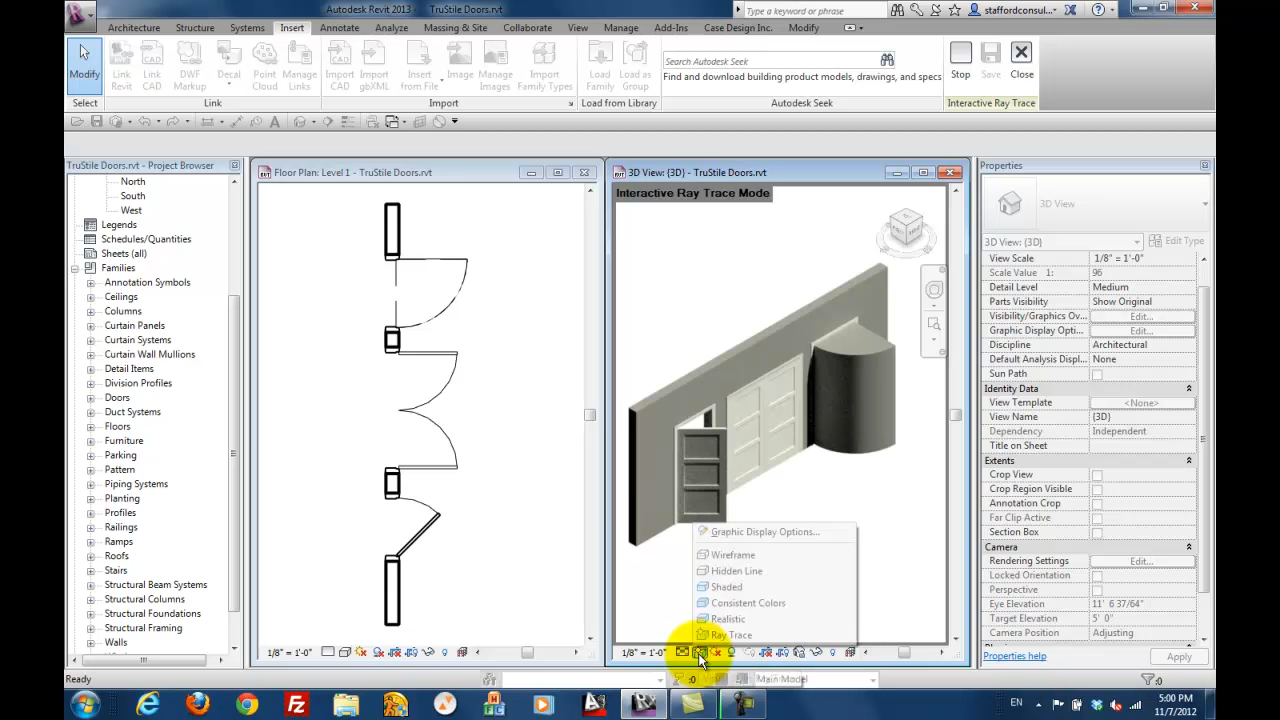 Autodesk Revit 2013 - TruStile Doors.rvt
Type a keyword or phrase
staffordconsul...
Architecture Structure Systems Insert Annotate Analyze Massing & Site Collaborate View Manage Add-Ins Case Design Inc. Modify
Modify
Link Revit
Link CAD
DWF Markup
Decal
Point Cloud
Manage Links
Import CAD
Import gbXML
Insert from File
Image
Manage Images
Import Family Types
Load Family
Load as Group
Search Autodesk Seek
Find and download building product models, drawings, and specs
Stop
Save
Close
Select
Link
Import
Load from Library
Autodesk Seek
Interactive Ray Trace
TruStile Doors.rvt - Project Browser
North
South
West
Legends
Schedules/Quantities
Sheets (all)
Families
Annotation Symbols
Ceilings
Columns
Curtain Panels
Curtain Systems
Curtain Wall Mullions
Detail Items
Division Profiles
Doors
Duct Systems
Floors
Furniture
Parking
Pattern
Piping Systems
Planting
Profiles
Railings
Ramps
Roofs
Stairs
Structural Beam Systems
Structural Columns
Structural Foundations
Structural Framing
Walls
Floor Plan: Level 1 - TruStile Doors.rvt
1/8" = 1'-0"
3D View: {3D} - TruStile Doors.rvt
Interactive Ray Trace Mode
Graphic Display Options...
Wireframe
Hidden Line
Shaded
Consistent Colors
Realistic
Ray Trace
1/8" = 1'-0"
Properties
3D View
3D View: {3D}
Edit Type
View Scale 1/8" = 1'-0"
Scale Value 1: 96
Detail Level Medium
Parts Visibility Show Original
Visibility/Graphics Ov... Edit...
Graphic Display Opti... Edit...
Discipline Architectural
Default Analysis Displ... None
Sun Path
Identity Data
View Template <None>
View Name {3D}
Dependency Independent
Title on Sheet
Extents
Crop View
Crop Region Visible
Annotation Crop
Far Clip Active
Section Box
Camera
Rendering Settings Edit...
Locked Orientation
Perspective
Eye Elevation 11' 6 37/64"
Target Elevation 5' 0"
Camera Position Adjusting
Properties help
Apply
Ready
:0
Main Model
:0
EN
5:00 PM
11/7/2012